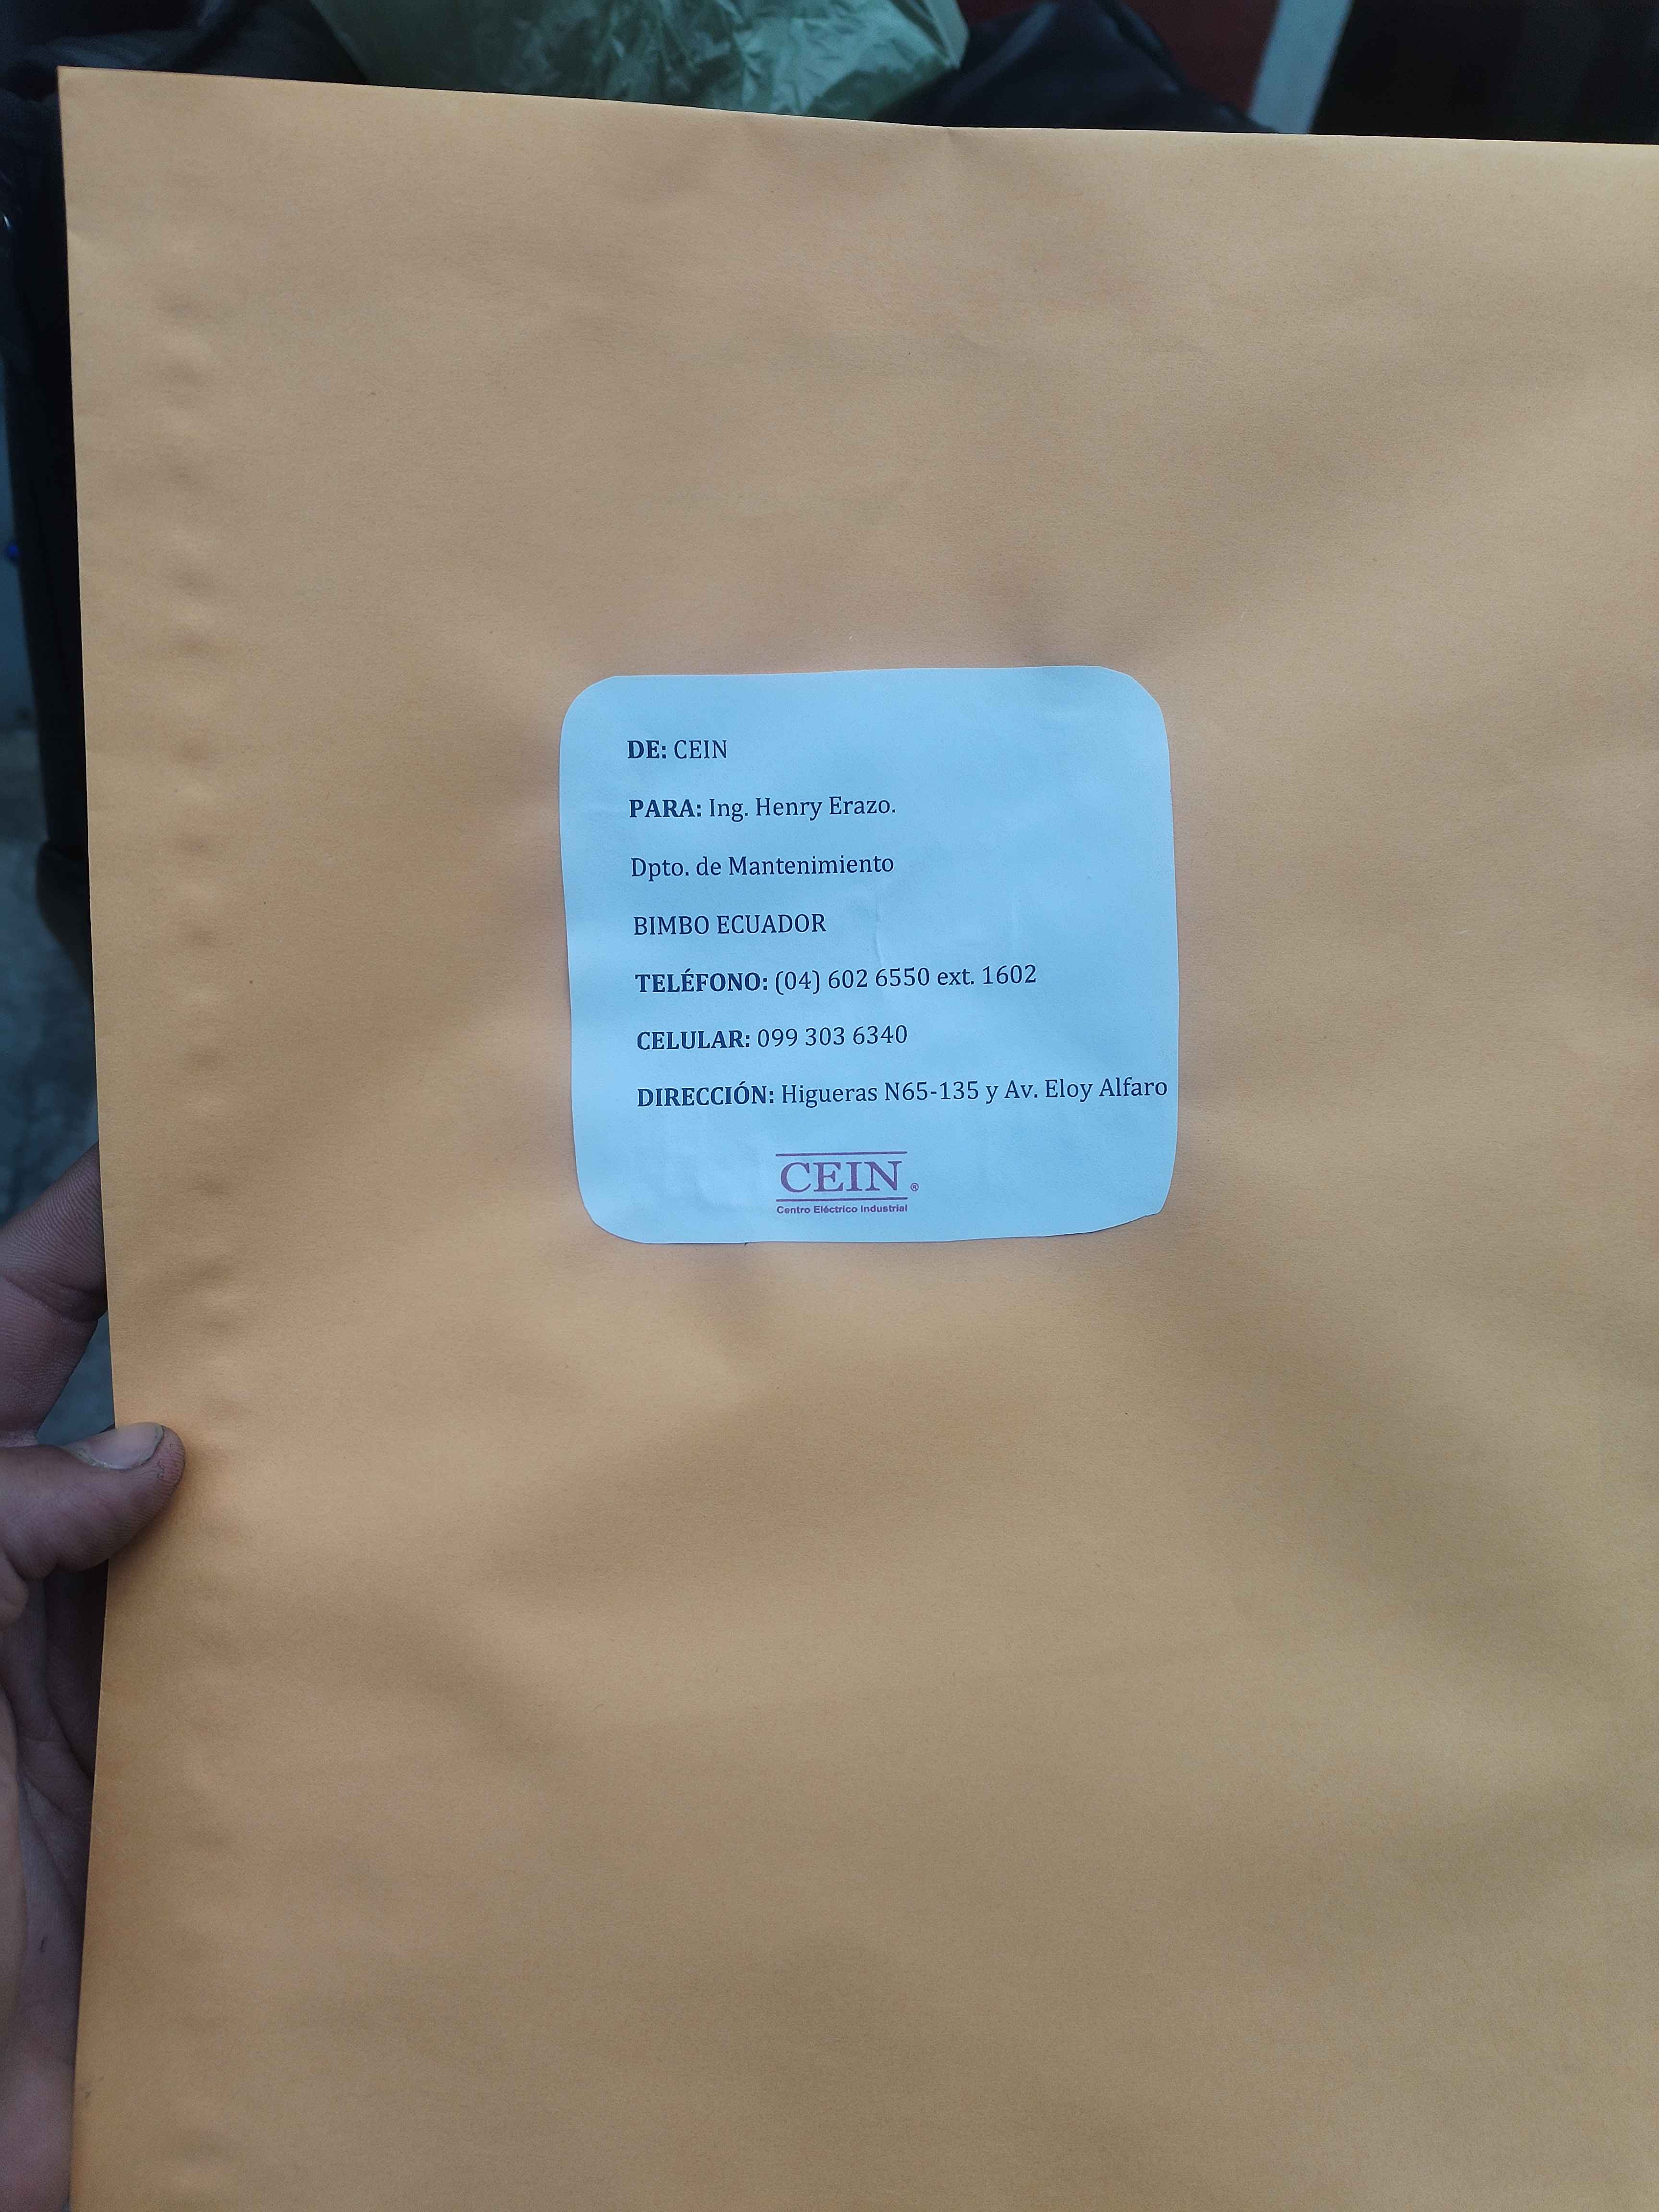 DE: CEIN
PARA: Ing. Henry Erazo.
Dpto. de Mantenimiento
BIMBO ECUADOR
TELÉFONO: (04) 602 6550 ext. 1602
CELULAR: 099 303 6340
DIRECCIÓN: Higueras N65-135 y Av. Eloy Alfaro
CEIN ®
Centro Eléctrico Industrial